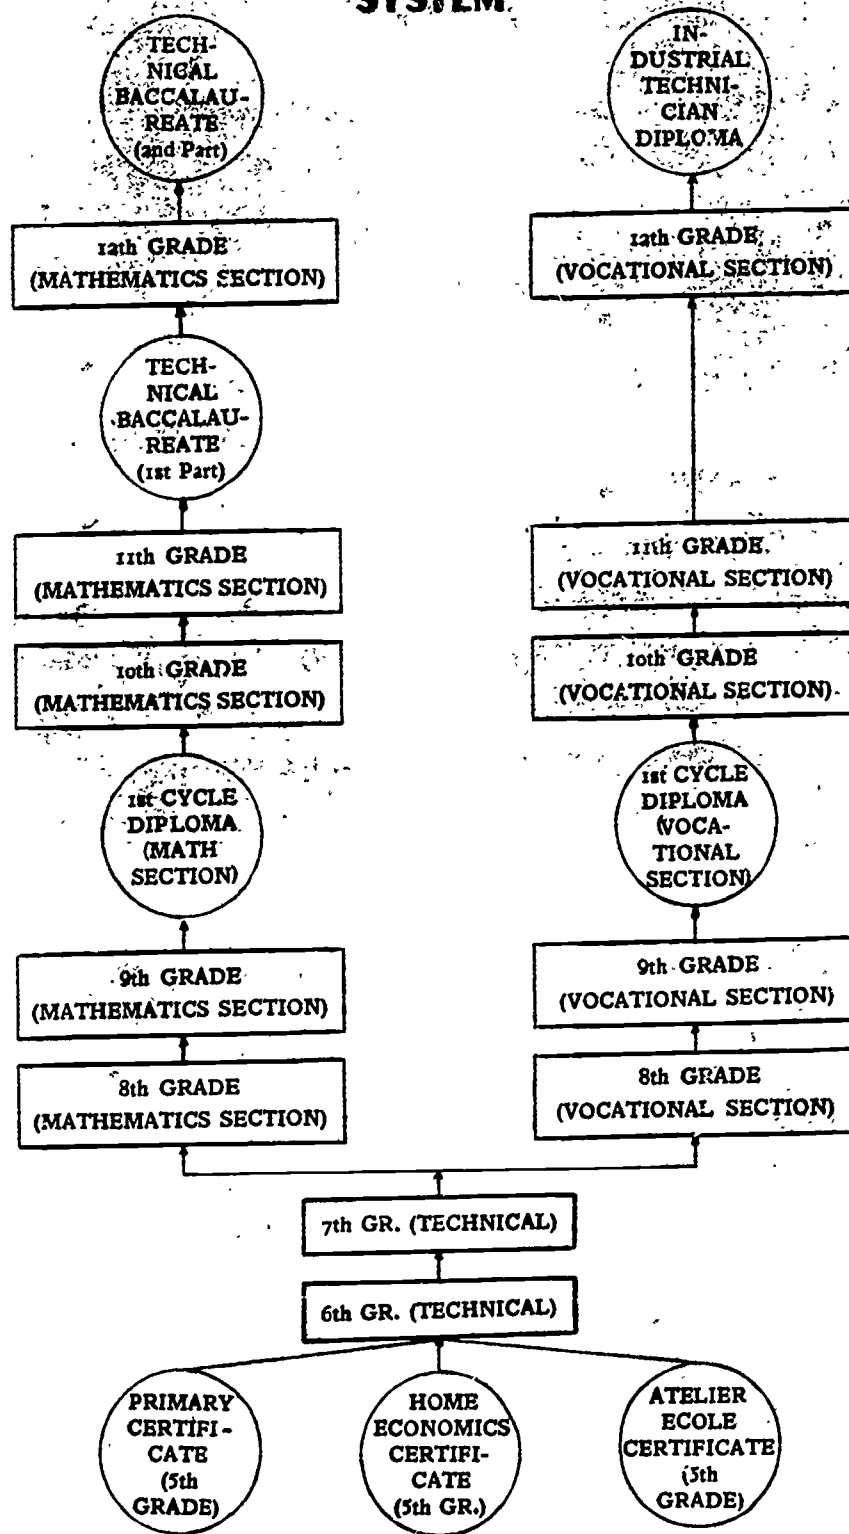 SYSTEM
TECH-
NICAL
BACCALAU-
REATE
(2nd Part)
IN-
DUSTRIAL
TECHNI-
CIAN
DIPLOMA
12th GRADE
(MATHEMATICS SECTION)
12th GRADE
(VOCATIONAL SECTION)
TECH-
NICAL
BACCALAU-
REATE
(1st Part)
11th GRADE
(MATHEMATICS SECTION)
11th GRADE
(VOCATIONAL SECTION)
10th GRADE
(MATHEMATICS SECTION)
10th GRADE
(VOCATIONAL SECTION)
1st CYCLE
DIPLOMA
(MATH
SECTION)
1st CYCLE
DIPLOMA
(VOCA-
TIONAL
SECTION)
9th GRADE
(MATHEMATICS SECTION)
9th GRADE
(VOCATIONAL SECTION)
8th GRADE
(MATHEMATICS SECTION)
8th GRADE
(VOCATIONAL SECTION)
7th GR. (TECHNICAL)
6th GR. (TECHNICAL)
PRIMARY
CERTIFI-
CATE
(5th
GRADE)
HOME
ECONOMICS
CERTIFI-
CATE
(5th GR.)
ATELIER
ECOLE
CERTIFICATE
(5th
GRADE)